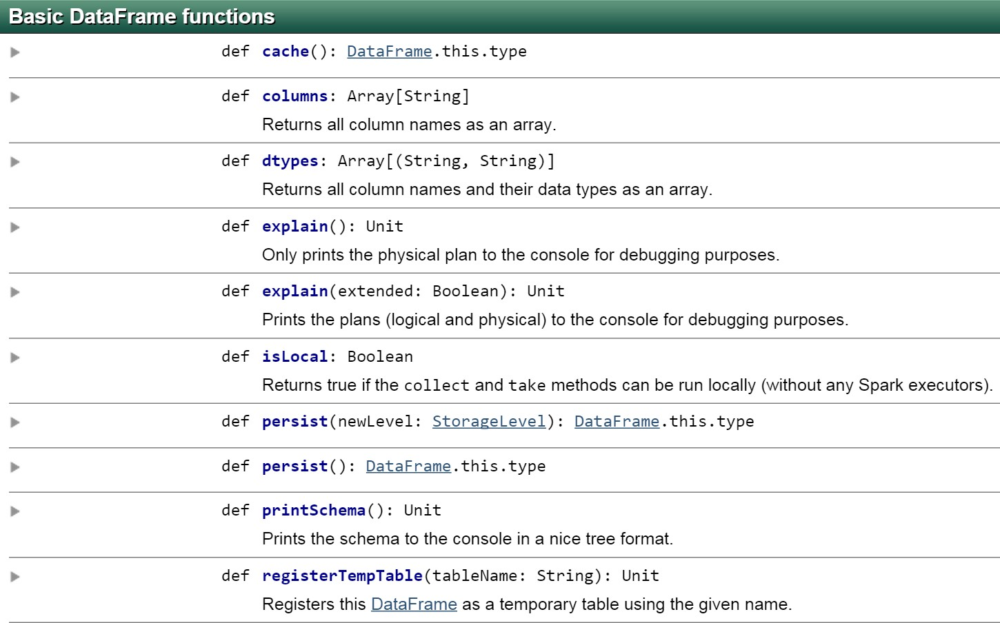 Basic DataFrame functions
def cache(): DataFrame.this.type
def columns: Array[String]
Returns all column names as an array.
def dtypes: Array[(String, String)]
Returns all column names and their data types as an array.
def explain(): Unit
Only prints the physical plan to the console for debugging purposes.
def explain(extended: Boolean): Unit
Prints the plans (logical and physical) to the console for debugging purposes.
def isLocal: Boolean
Returns true if the collect and take methods can be run locally (without any Spark executors).
def persist(newLevel: StorageLevel): DataFrame.this.type
def persist(): DataFrame.this.type
def printSchema(): Unit
Prints the schema to the console in a nice tree format.
def registerTempTable(tableName: String): Unit
Registers this DataFrame as a temporary table using the given name.